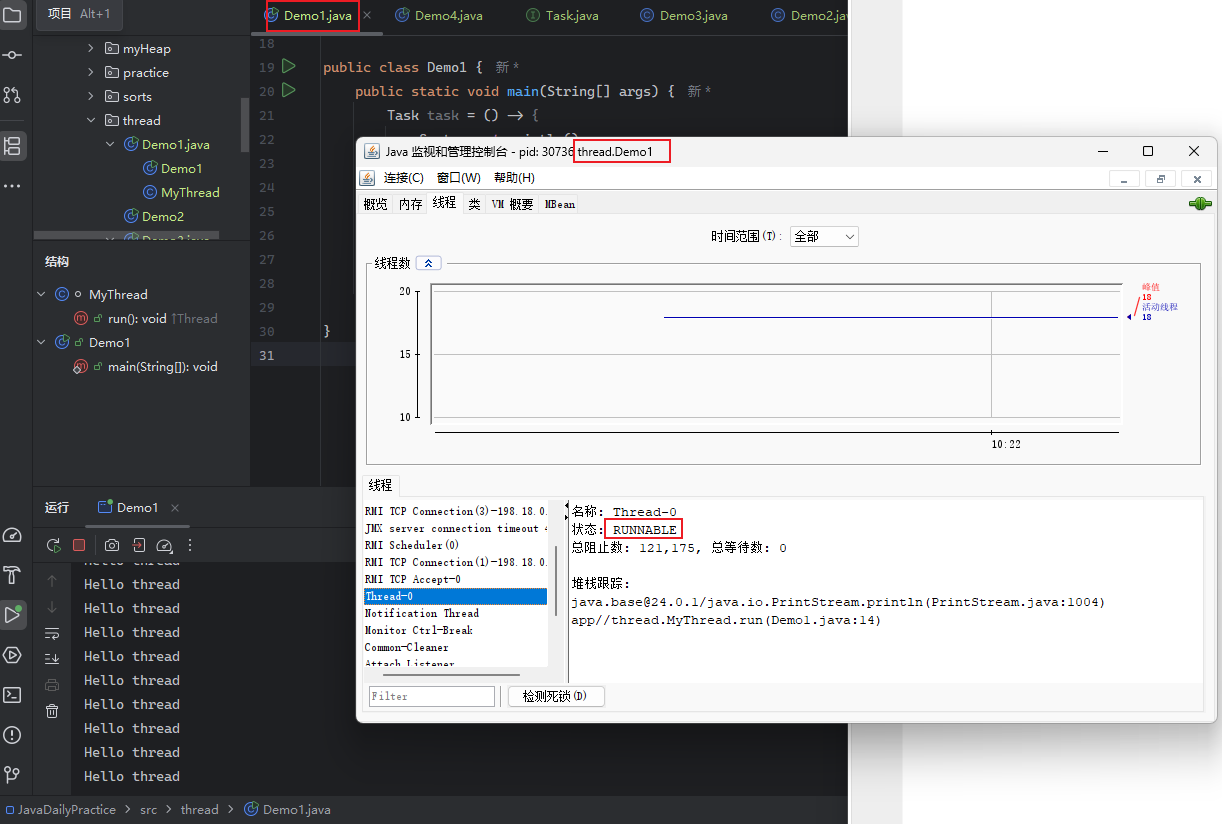 项目 Alt+1
Demo1.java
Demo4.java
Task.java
Demo3.java
Demo2.jav
myHeap
practice
sorts
thread
Demo1.java
Demo1
MyThread
Demo2
18
19 public class Demo1 { 新 *
20 public static void main(String[] args) { 新 *
21 Task task = () -> {
22
23
24
25
26
27
28
29
30 }
31
结构
MyThread
run(): void ↑Thread
Demo1
main(String[]): void
运行 Demo1
Hello thread
Hello thread
Hello thread
Hello thread
Hello thread
Hello thread
Hello thread
Hello thread
Hello thread
Hello thread
JavaDailyPractice > src > thread > Demo1.java
Java 监视和管理控制台 - pid: 30736 thread.Demo1
连接(C) 窗口(W) 帮助(H)
概览 内存 线程 类 VM 概要 MBean
时间范围(T): 全部
线程数
20
15
10
峰值
18
活动线程
18
10:22
线程
RMI TCP Connection(3)-198.18.0.
JMX server connection timeout 4
RMI Scheduler(0)
RMI TCP Connection(1)-198.18.0.
RMI TCP Accept-0
Thread-0
Notification Thread
Monitor Ctrl-Break
Common-Cleaner
Attach Listener
Filter
检测死锁(D)
名称: Thread-0
状态: RUNNABLE
总阻止数: 121,175, 总等待数: 0
堆栈跟踪:
java.base@24.0.1/java.io.PrintStream.println(PrintStream.java:1004)
app//thread.MyThread.run(Demo1.java:14)